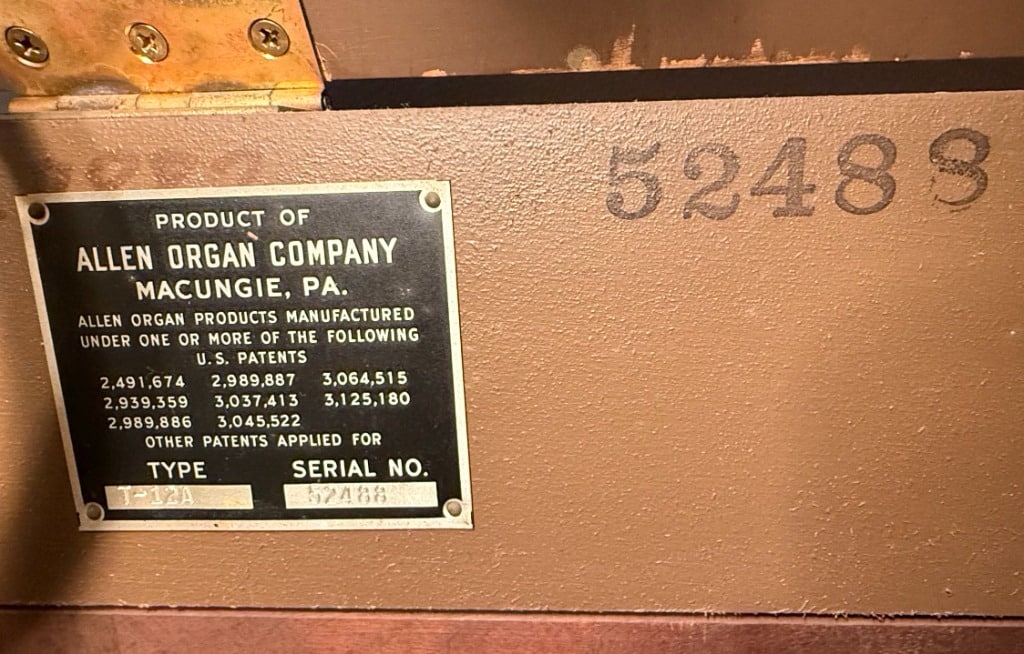 52488
PRODUCT OF
ALLEN ORGAN COMPANY
MACUNGIE, PA.
ALLEN ORGAN PRODUCTS MANUFACTURED
UNDER ONE OR MORE OF THE FOLLOWING
U.S. PATENTS
2,491,674 2,989,887 3,064,515
2,939,359 3,037,413 3,125,180
2,989,886 3,045,522
OTHER PATENTS APPLIED FOR
TYPE SERIAL NO.
T-12A 52488